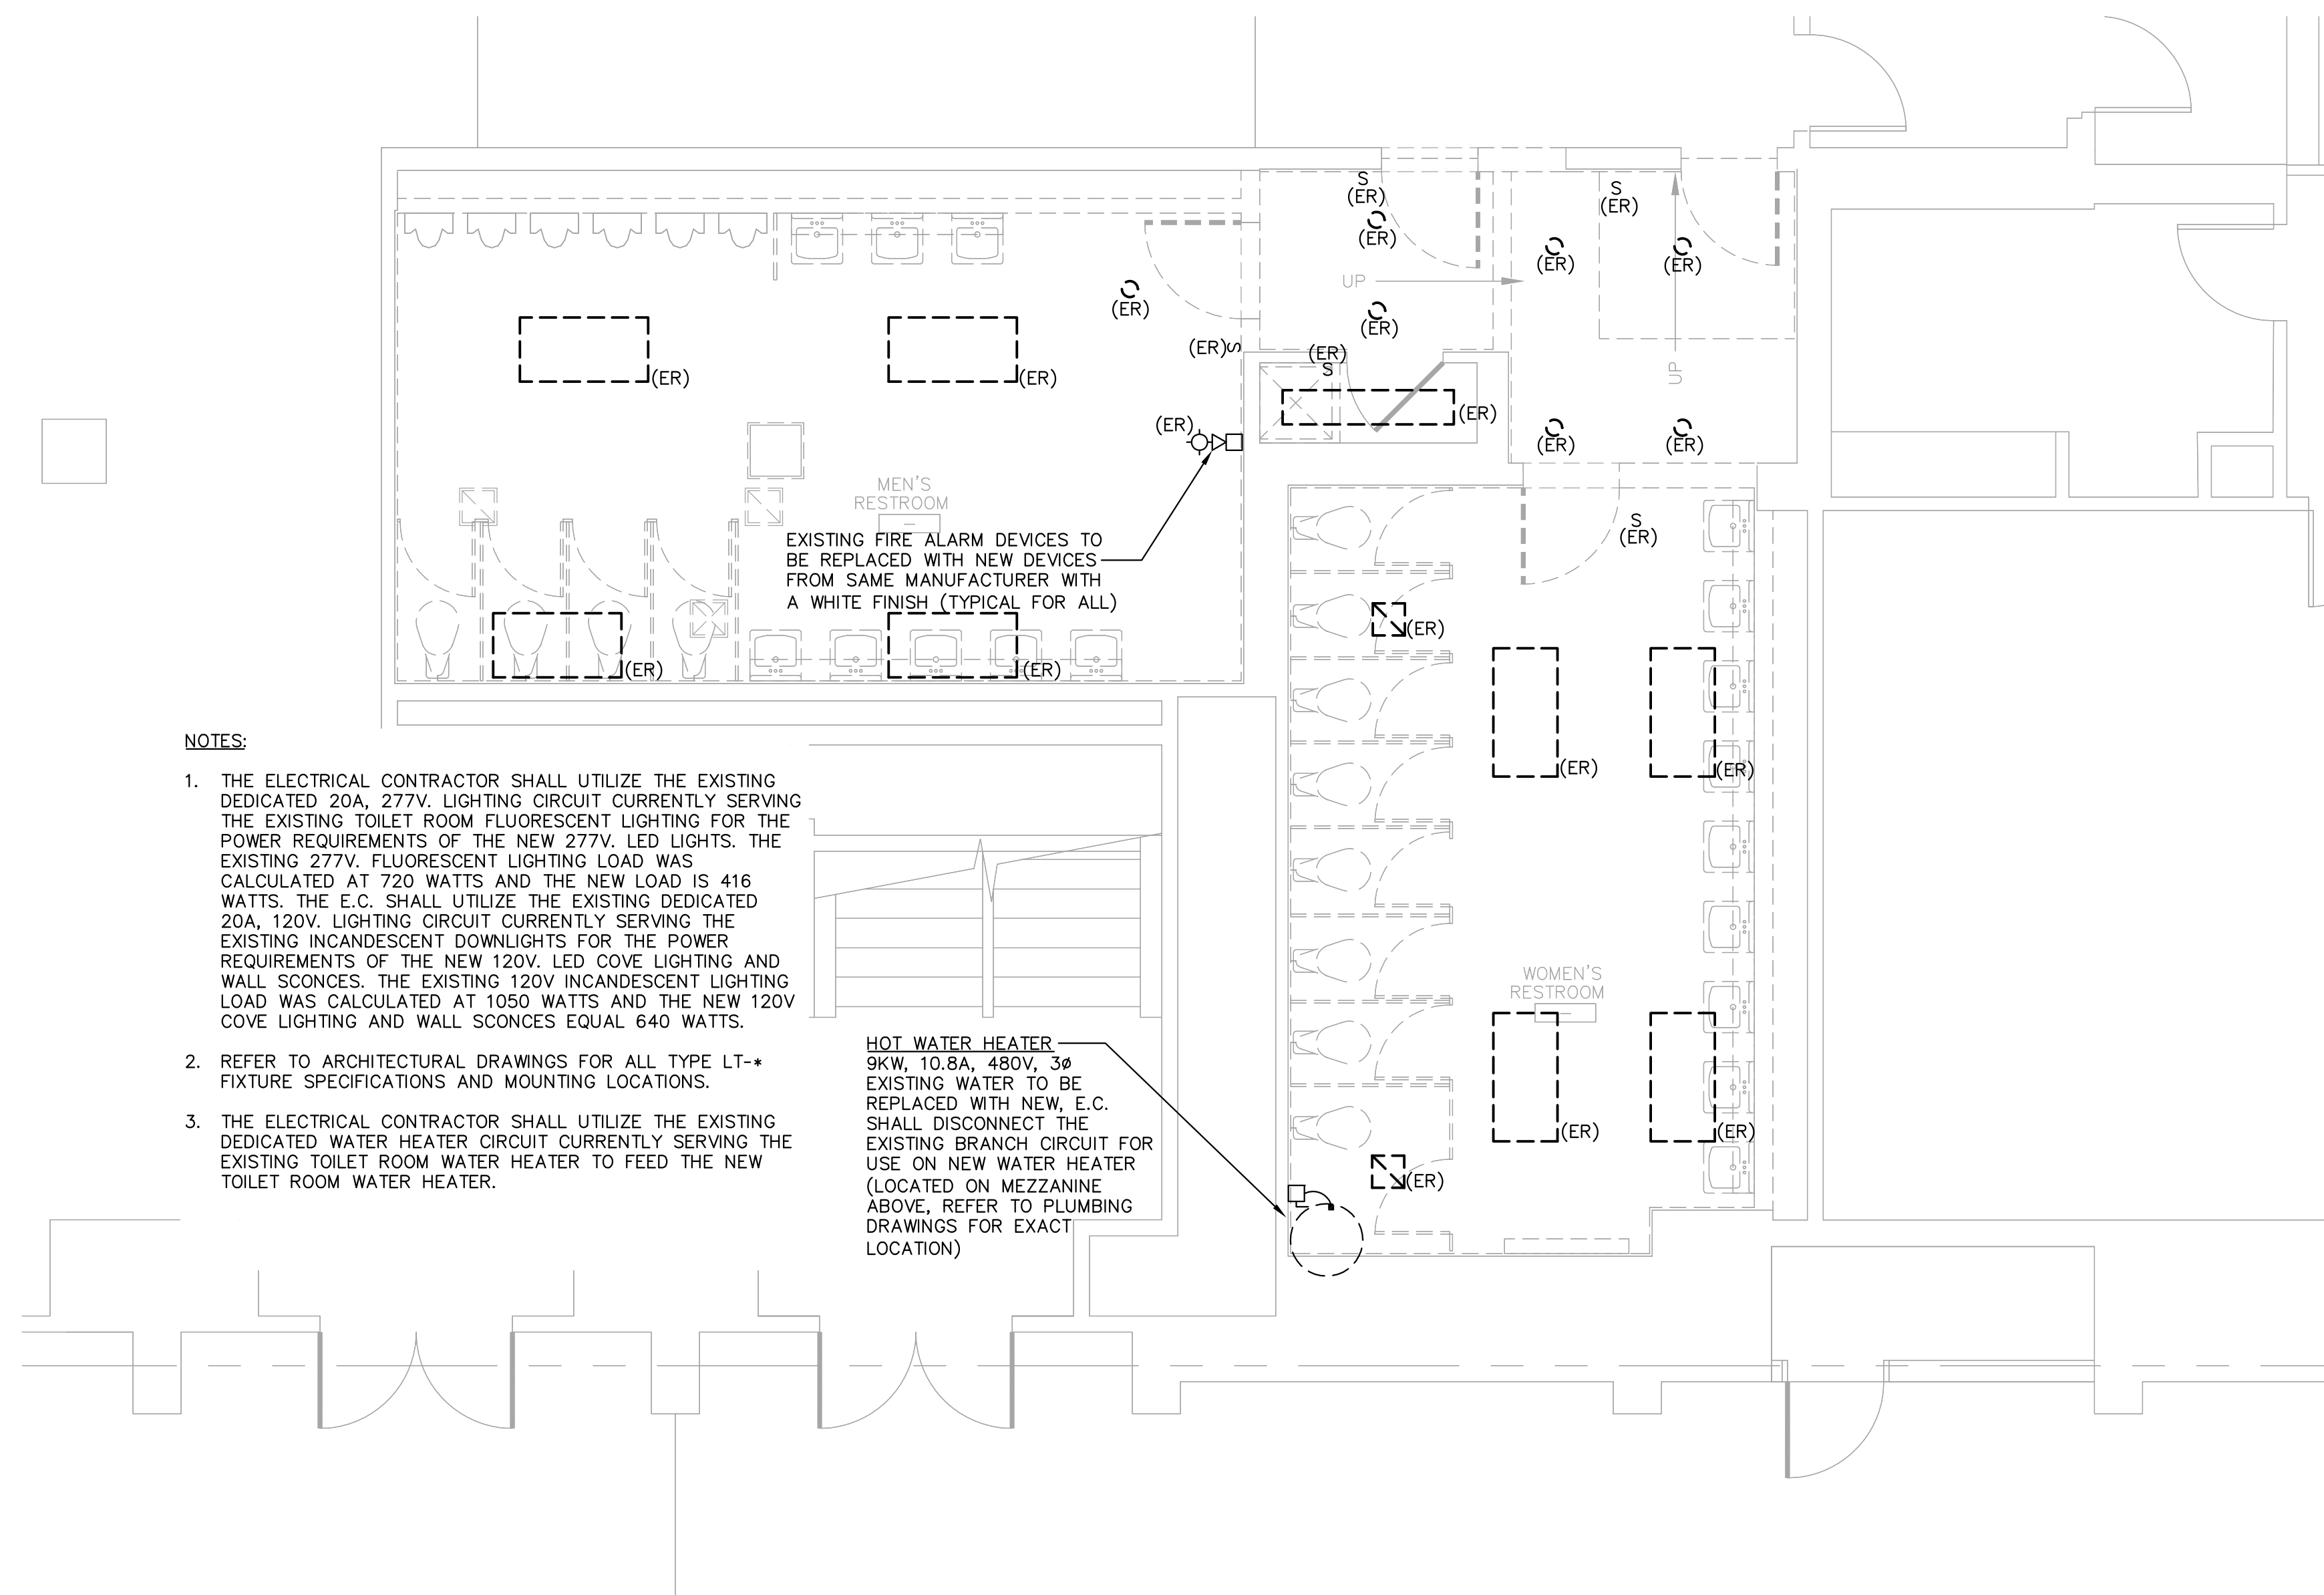 S
(ER)
S
(ER)
(ER)
(ER)
(ER)
UP
(ER)
(ER)
(ER)S
(ER)
S
UP
(ER)
(ER)
(ER)
(ER)
(ER)
(ER)
MEN'S
RESTROOM
EXISTING FIRE ALARM DEVICES TO
BE REPLACED WITH NEW DEVICES
FROM SAME MANUFACTURER WITH
A WHITE FINISH (TYPICAL FOR ALL)
(ER)
(ER)
S
(ER)
(ER)
(ER)
(ER)
NOTES:
1. THE ELECTRICAL CONTRACTOR SHALL UTILIZE THE EXISTING
DEDICATED 20A, 277V. LIGHTING CIRCUIT CURRENTLY SERVING
THE EXISTING TOILET ROOM FLUORESCENT LIGHTING FOR THE
POWER REQUIREMENTS OF THE NEW 277V. LED LIGHTS. THE
EXISTING 277V. FLUORESCENT LIGHTING LOAD WAS
CALCULATED AT 720 WATTS AND THE NEW LOAD IS 416
WATTS. THE E.C. SHALL UTILIZE THE EXISTING DEDICATED
20A, 120V. LIGHTING CIRCUIT CURRENTLY SERVING THE
EXISTING INCANDESCENT DOWNLIGHTS FOR THE POWER
REQUIREMENTS OF THE NEW 120V. LED COVE LIGHTING AND
WALL SCONCES. THE EXISTING 120V INCANDESCENT LIGHTING
LOAD WAS CALCULATED AT 1050 WATTS AND THE NEW 120V
COVE LIGHTING AND WALL SCONCES EQUAL 640 WATTS.
2. REFER TO ARCHITECTURAL DRAWINGS FOR ALL TYPE LT-*
FIXTURE SPECIFICATIONS AND MOUNTING LOCATIONS.
3. THE ELECTRICAL CONTRACTOR SHALL UTILIZE THE EXISTING
DEDICATED WATER HEATER CIRCUIT CURRENTLY SERVING THE
EXISTING TOILET ROOM WATER HEATER TO FEED THE NEW
TOILET ROOM WATER HEATER.
WOMEN'S
RESTROOM
HOT WATER HEATER
9KW, 10.8A, 480V, 3ø
EXISTING WATER TO BE
REPLACED WITH NEW, E.C.
SHALL DISCONNECT THE
EXISTING BRANCH CIRCUIT FOR
USE ON NEW WATER HEATER
(LOCATED ON MEZZANINE
ABOVE, REFER TO PLUMBING
DRAWINGS FOR EXACT
LOCATION)
(ER)
(ER)
(ER)